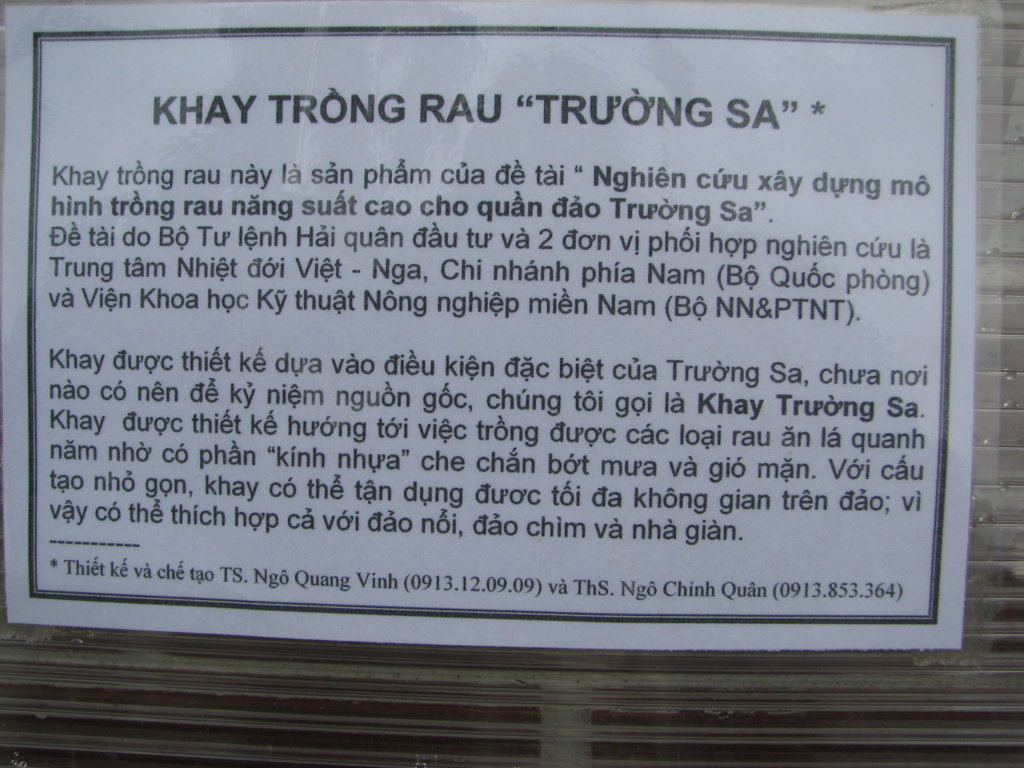 KHAY TRỒNG RAU “TRƯỜNG SA” *
Khay trồng rau này là sản phẩm của đề tài “ Nghiên cứu xây dựng mô
hình trồng rau năng suất cao cho quần đảo Trường Sa”.
Đề tài do Bộ Tư lệnh Hải quân đầu tư và 2 đơn vị phối hợp nghiên cứu là
Trung tâm Nhiệt đới Việt - Nga, Chi nhánh phía Nam (Bộ Quốc phòng)
và Viện Khoa học Kỹ thuật Nông nghiệp miền Nam (Bộ NN&PTNT).
Khay được thiết kế dựa vào điều kiện đặc biệt của Trường Sa, chưa nơi
nào có nên để kỷ niệm nguồn gốc, chúng tôi gọi là Khay Trường Sa.
Khay được thiết kế hướng tới việc trồng được các loại rau ăn lá quanh
năm nhờ có phần “kính nhựa” che chắn bớt mưa và gió mặn. Với cấu
tạo nhỏ gọn, khay có thể tận dụng đươc tối đa không gian trên đảo; vì
vậy có thể thích hợp cả với đảo nổi, đảo chìm và nhà giàn.
-----------
* Thiết kế và chế tạo TS. Ngô Quang Vinh (0913.12.09.09) và ThS. Ngô Chinh Quân (0913.853.364)